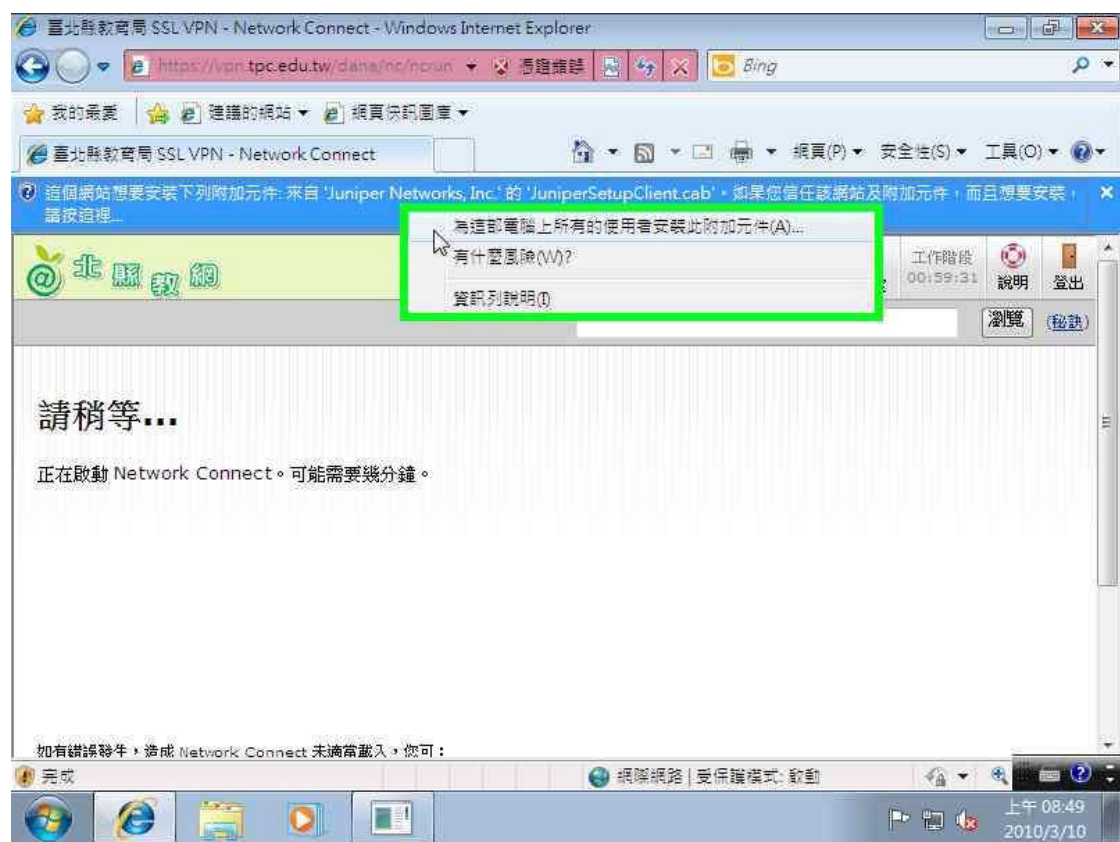 臺北縣教育局 SSL VPN - Network Connect - Windows Internet Explorer
https://vpn.tpc.edu.tw/dana/nc/ncrun 憑證錯誤 Bing
我的最愛 建議的網站 網頁快訊圖庫
臺北縣教育局 SSL VPN - Network Connect 網頁(P) 安全性(S) 工具(O)
這個網站想要安裝下列附加元件: 來自 'Juniper Networks, Inc.' 的 'JuniperSetupClient.cab'。如果您信任該網站及附加元件，而且想要安裝，
請按這裡...
為這部電腦上所有的使用者安裝此附加元件(A)...
有什麼風險(W)?
資訊列說明(I)
@北縣教網
工作階段
00:59:31
說明
登出
瀏覽 (秘訣)
請稍等...
正在啟動 Network Connect。可能需要幾分鐘。
如有錯誤發生，造成 Network Connect 未適當載入，您可：
完成 網際網路 | 受保護模式: 啟動
上午 08:49
2010/3/10